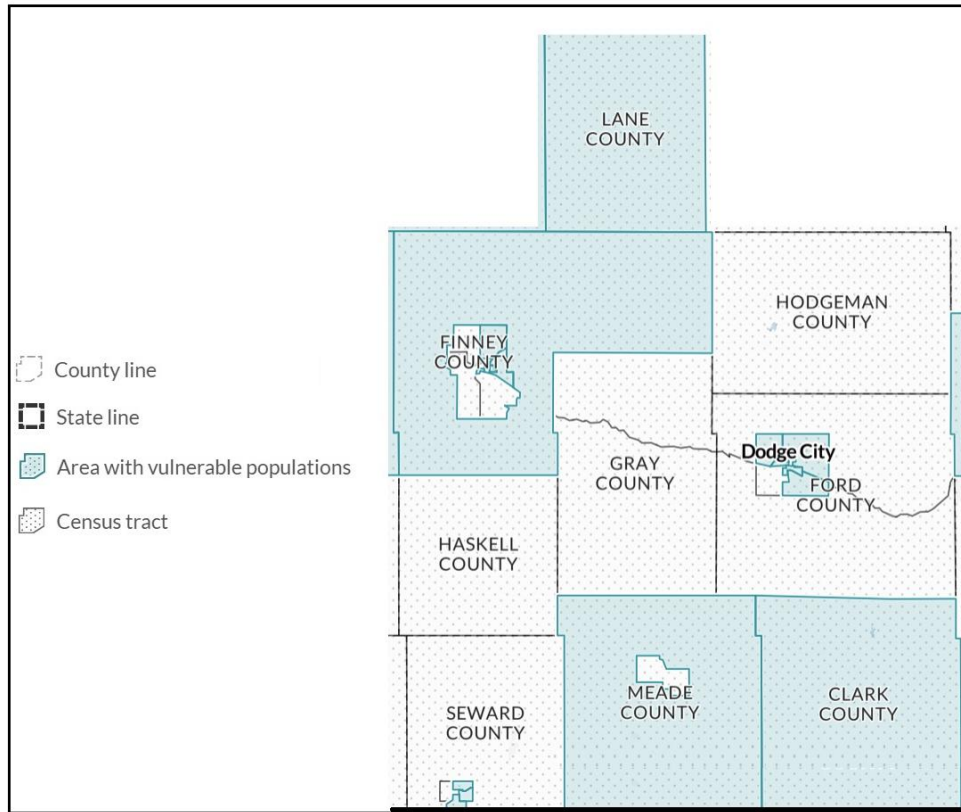 LANE
COUNTY
HODGEMAN
COUNTY
FINNEY
COUNTY
County line
State line
Area with vulnerable populations
Census tract
Dodge City
GRAY
COUNTY
FORD
COUNTY
HASKELL
COUNTY
MEADE
COUNTY
CLARK
COUNTY
SEWARD
COUNTY